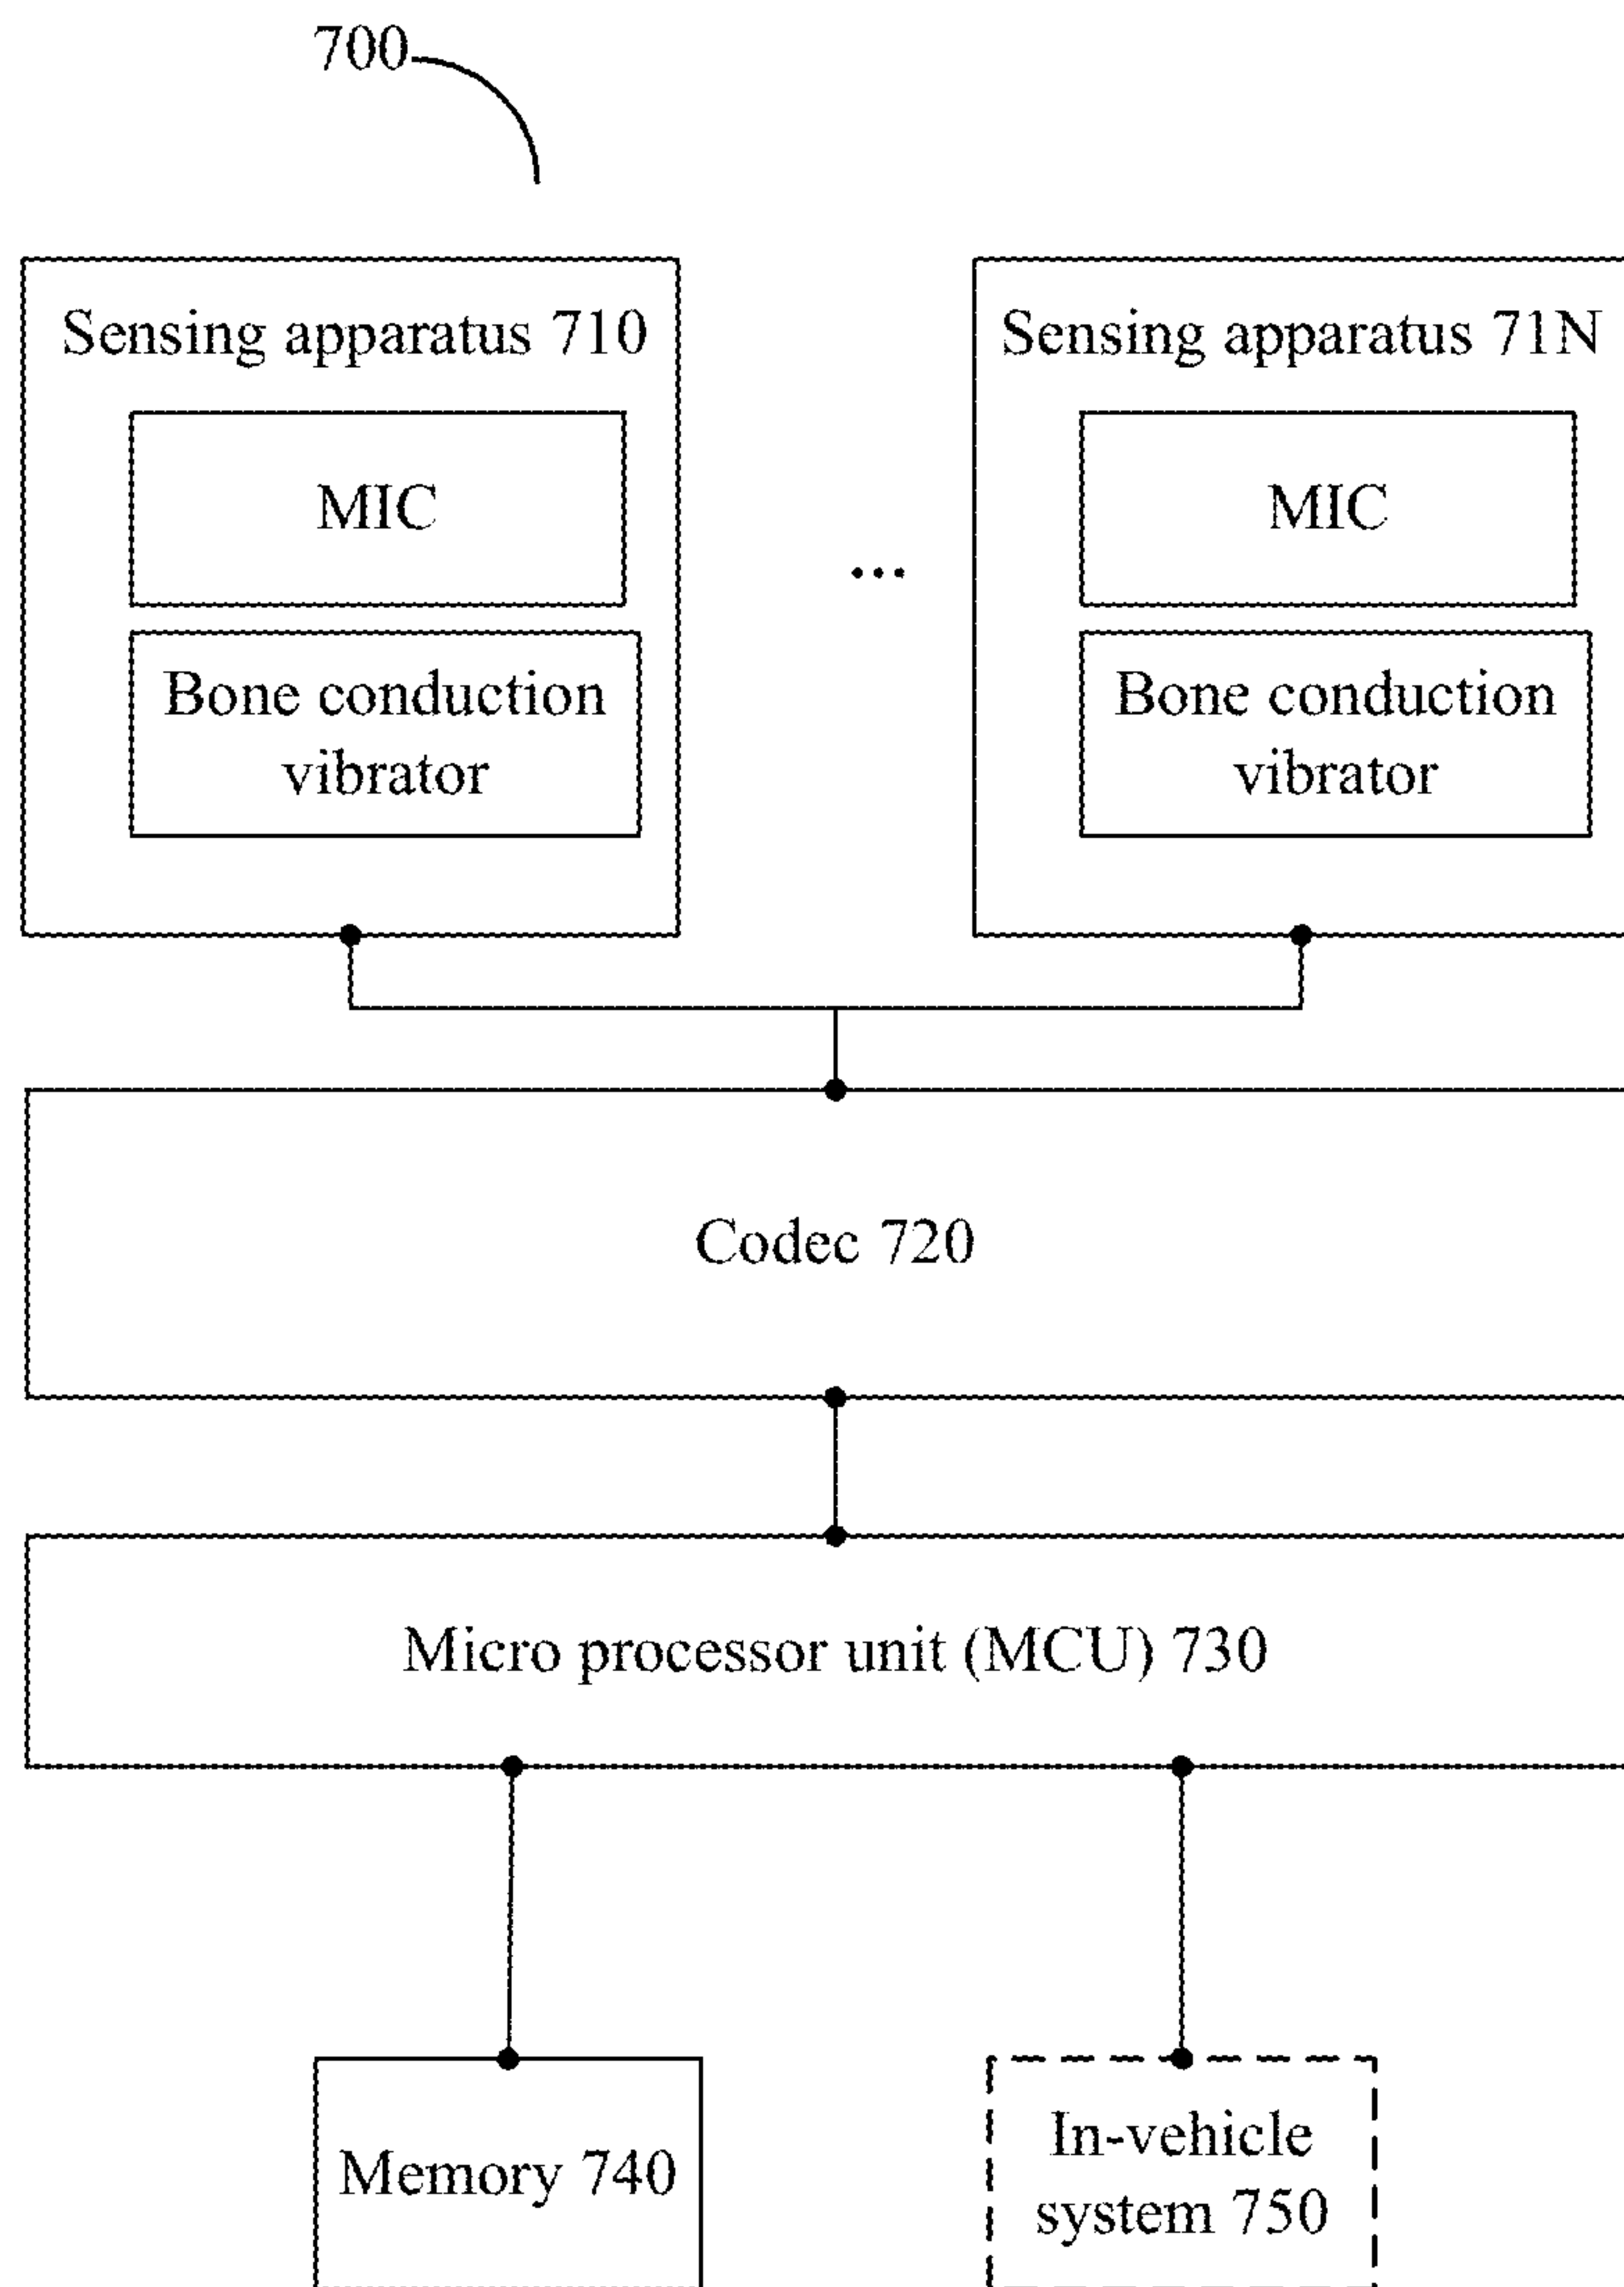 700
Sensing apparatus 710
MIC
Bone conduction
vibrator
...
Sensing apparatus 71N
MIC
Bone conduction
vibrator
Codec 720
Micro processor unit (MCU) 730
Memory 740
In-vehicle
system 750